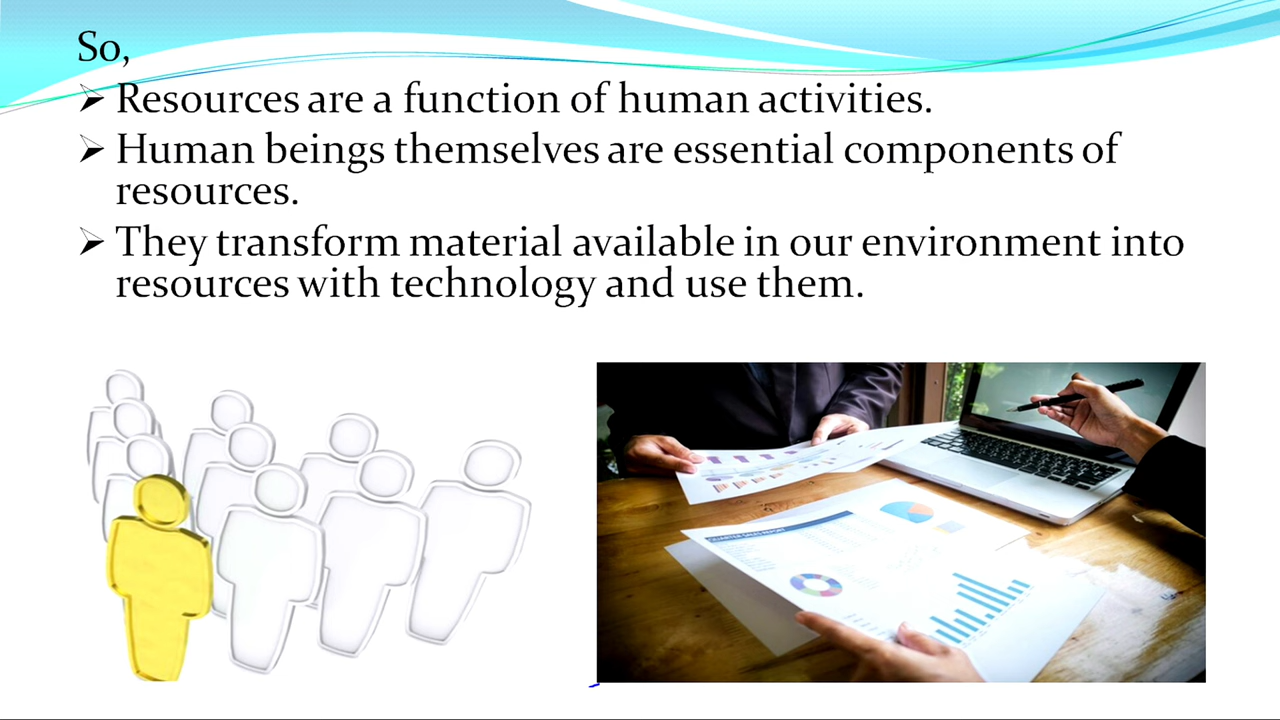 So,
➢ Resources are a function of human activities.
➢ Human beings themselves are essential components of
resources.
➢ They transform material available in our environment into
resources with technology and use them.